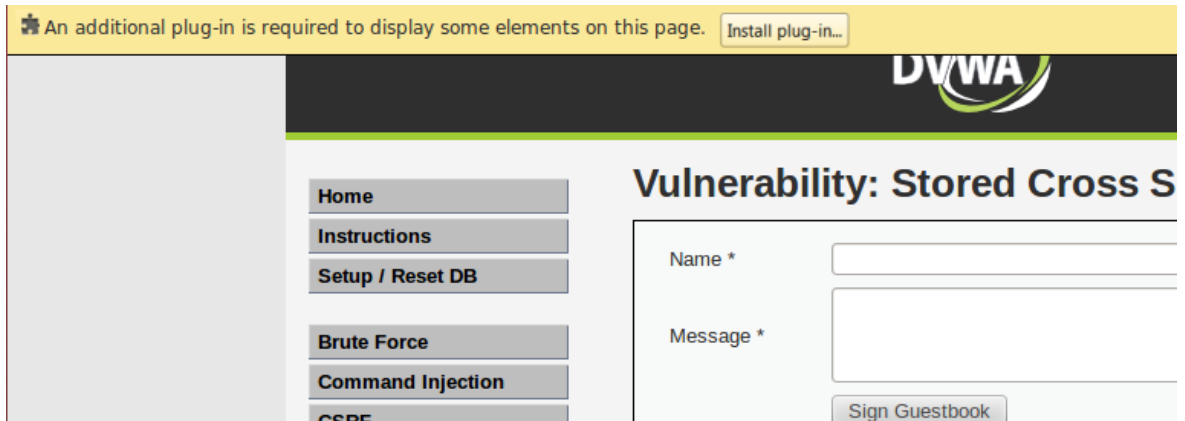 An additional plug-in is required to display some elements on this page. Install plug-in...
DVWA
Vulnerability: Stored Cross S
Home
Instructions
Setup / Reset DB
Brute Force
Command Injection
CSRF
Name *
Message *
Sign Guestbook